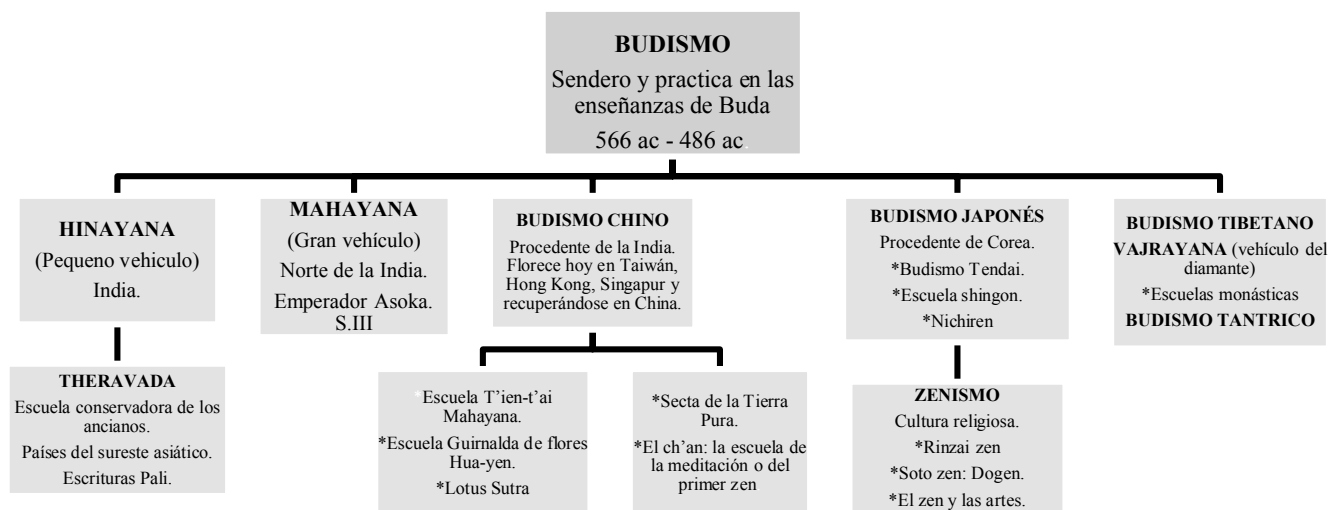 BUDISMO
Sendero y practica en las
enseñanzas de Buda
566 ac - 486 ac.
HINAYANA
(Pequeno vehiculo)
India.
MAHAYANA
(Gran vehículo)
Norte de la India.
Emperador Asoka.
S.III
BUDISMO CHINO
Procedente de la India.
Florece hoy en Taiwán,
Hong Kong, Singapur y
recuperándose en China.
BUDISMO JAPONÉS
Procedente de Corea.
*Budismo Tendai.
*Escuela shingon.
*Nichiren
BUDISMO TIBETANO
VAJRAYANA (vehículo del
diamante)
*Escuelas monásticas
BUDISMO TANTRICO
THERAVADA
Escuela conservadora de los
ancianos.
Países del sureste asiático.
Escrituras Pali.
*Escuela T’ien-t’ai
Mahayana.
*Escuela Guirnalda de flores
Hua-yen.
*Lotus Sutra
*Secta de la Tierra
Pura.
*El ch’an: la escuela de
la meditación o del
primer zen
ZENISMO
Cultura religiosa.
*Rinzai zen
*Soto zen: Dogen.
*El zen y las artes.